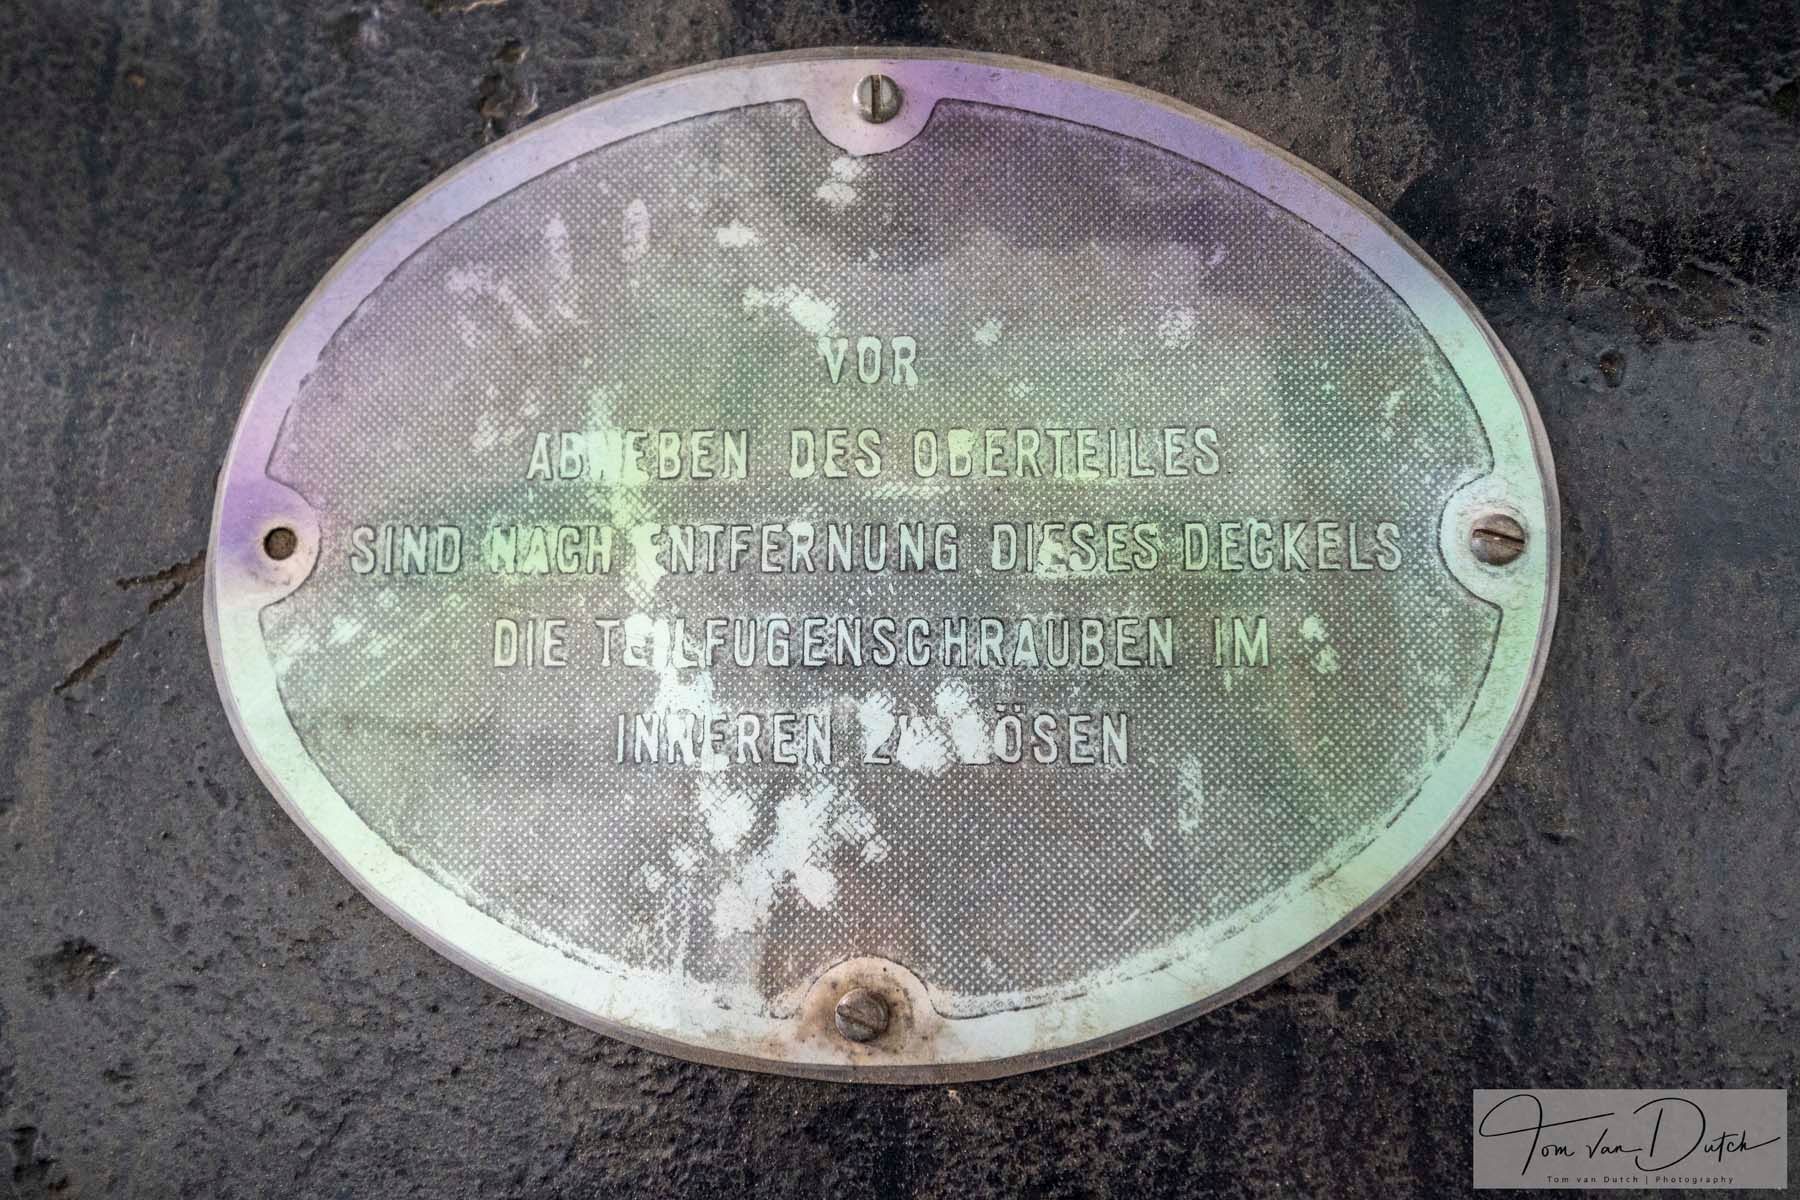 VOR
ABHEBEN DES OBERTEILES
SIND NACH ENTFERNUNG DIESES DECKELS
DIE TEILFUGENSCHRAUBEN IM
INNEREN ZU LÖSEN
Tom van Dutch
Tom van Dutch | Photography